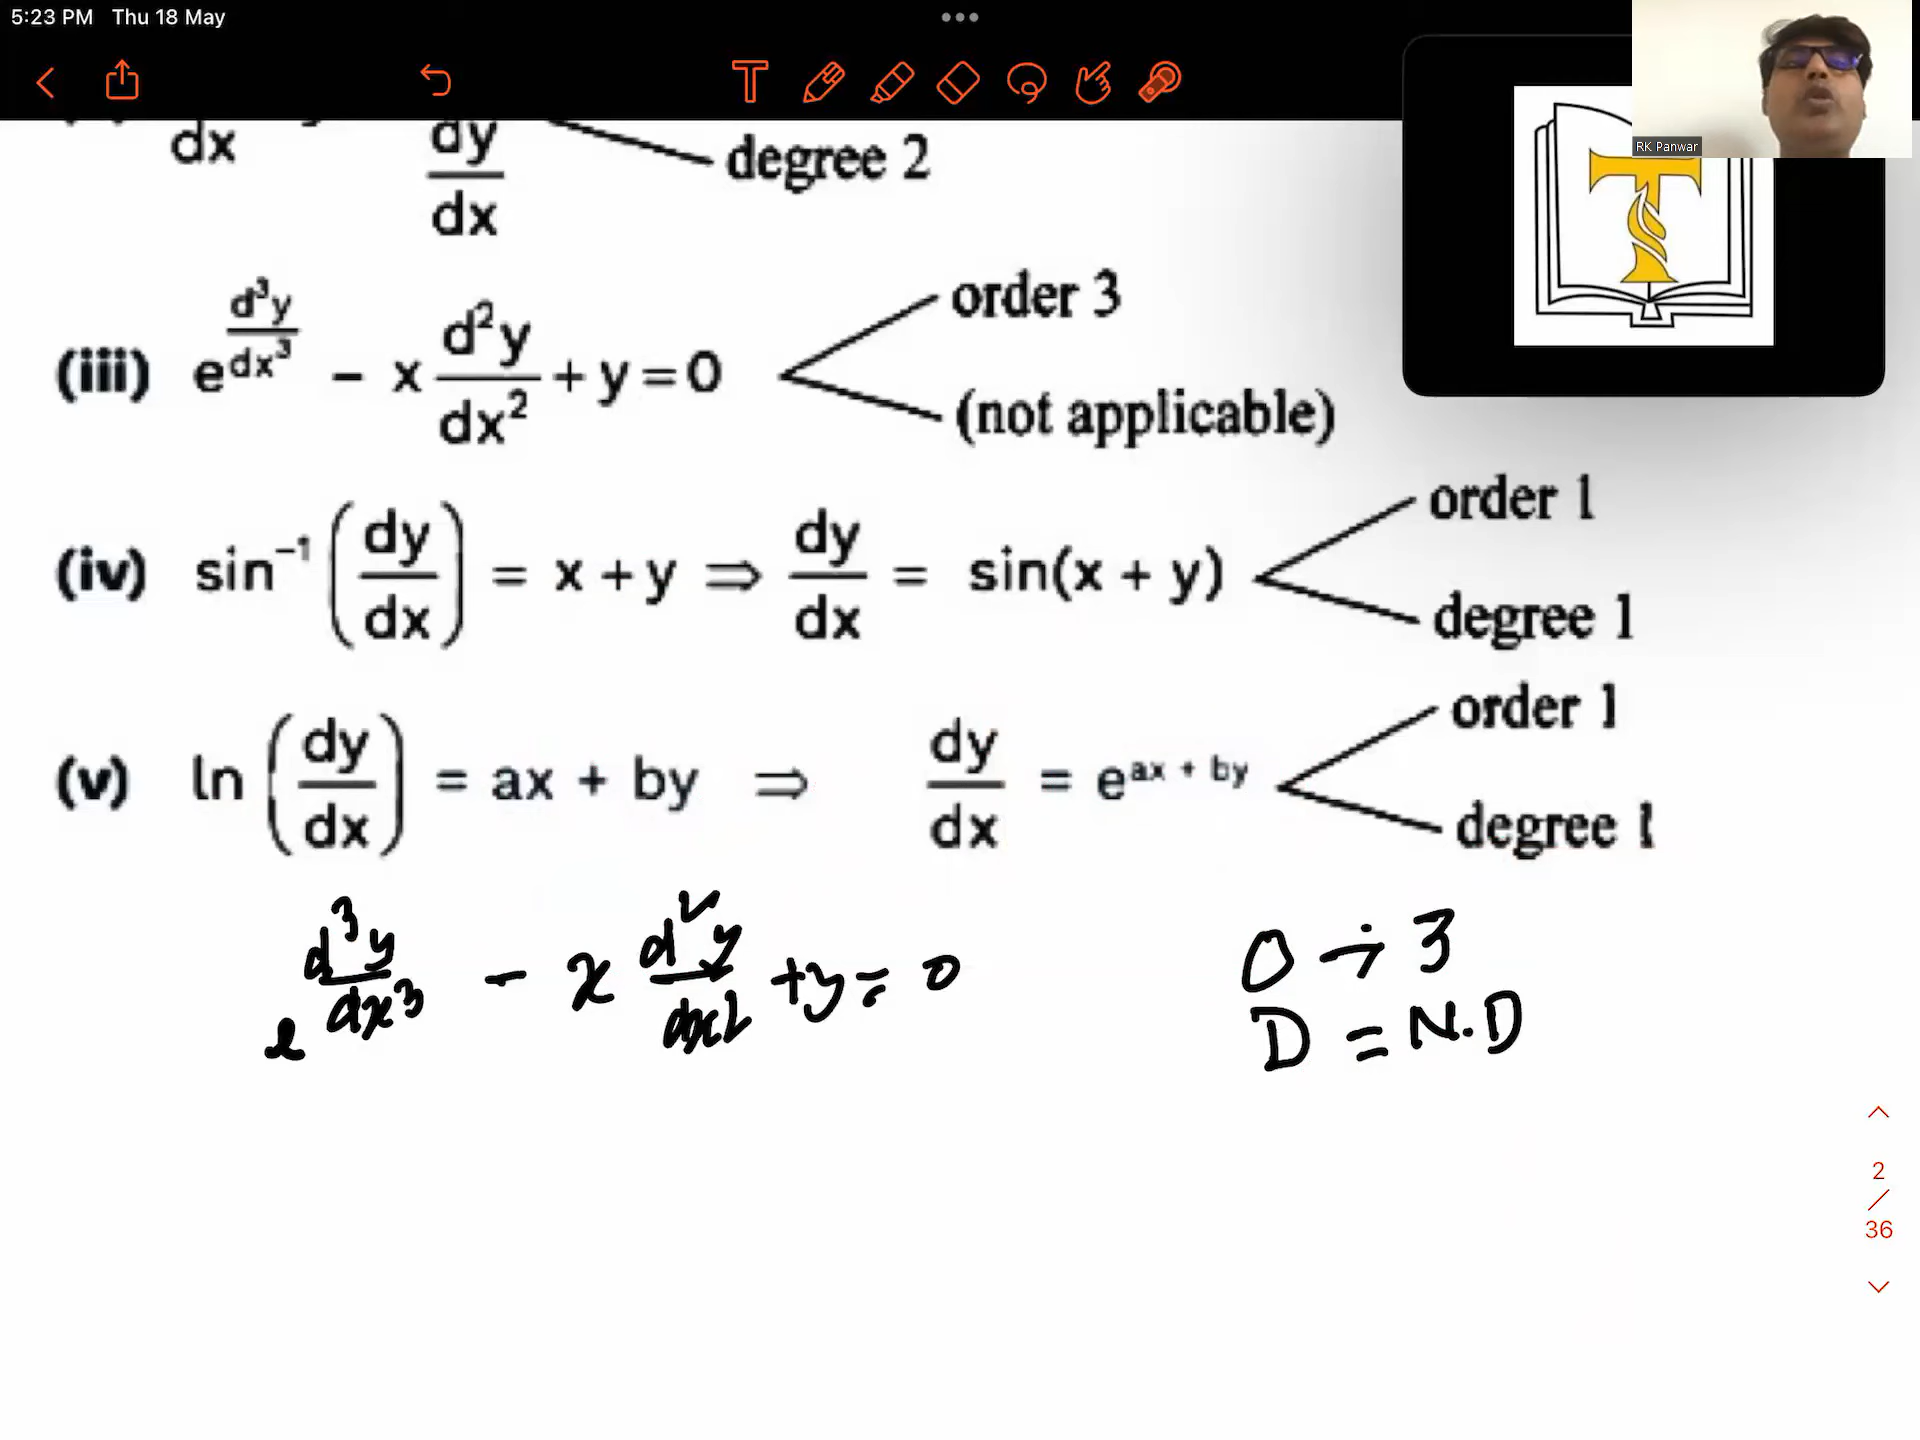 5:23 PM Thu 18 May
RK Panwar
dx
dy/dx
degree 2
(iii) e^(d³y/dx³) − x d²y/dx² + y = 0
order 3
(not applicable)
(iv) sin⁻¹(dy/dx) = x + y ⇒ dy/dx = sin(x + y)
order 1
degree 1
(v) ln(dy/dx) = ax + by ⇒ dy/dx = e^(ax + by)
order 1
degree 1
e^(d³y/dx³) − x d²y/dx² + y = 0
O ÷ 3
D = N.D
2
/
36